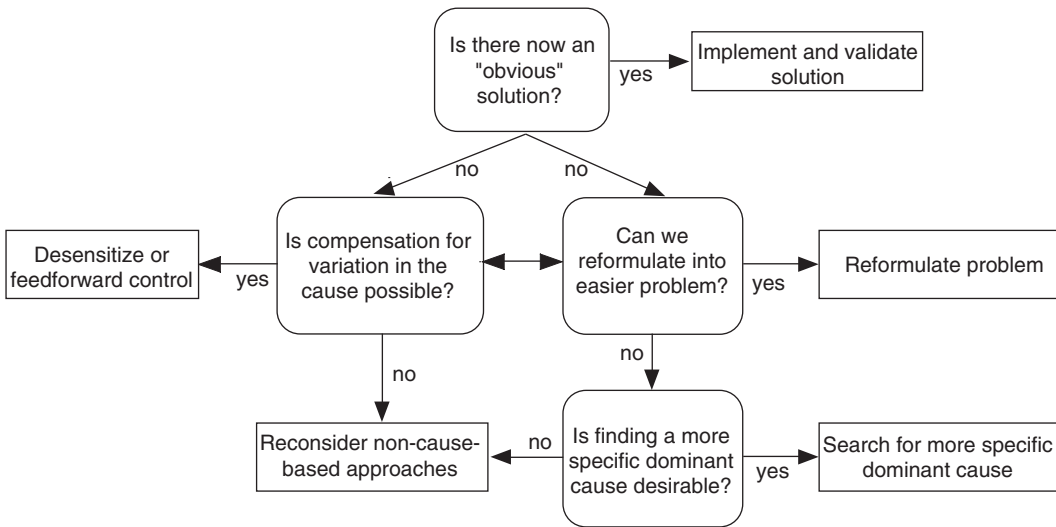 Is there now an
"obvious"
solution?
yes
Implement and validate
solution
no
no
Desensitize or
feedforward control
yes
Is compensation for
variation in the
cause possible?
Can we
reformulate into
easier problem?
yes
Reformulate problem
no
no
Reconsider non-cause-
based approaches
no
Is finding a more
specific dominant
cause desirable?
yes
Search for more specific
dominant cause